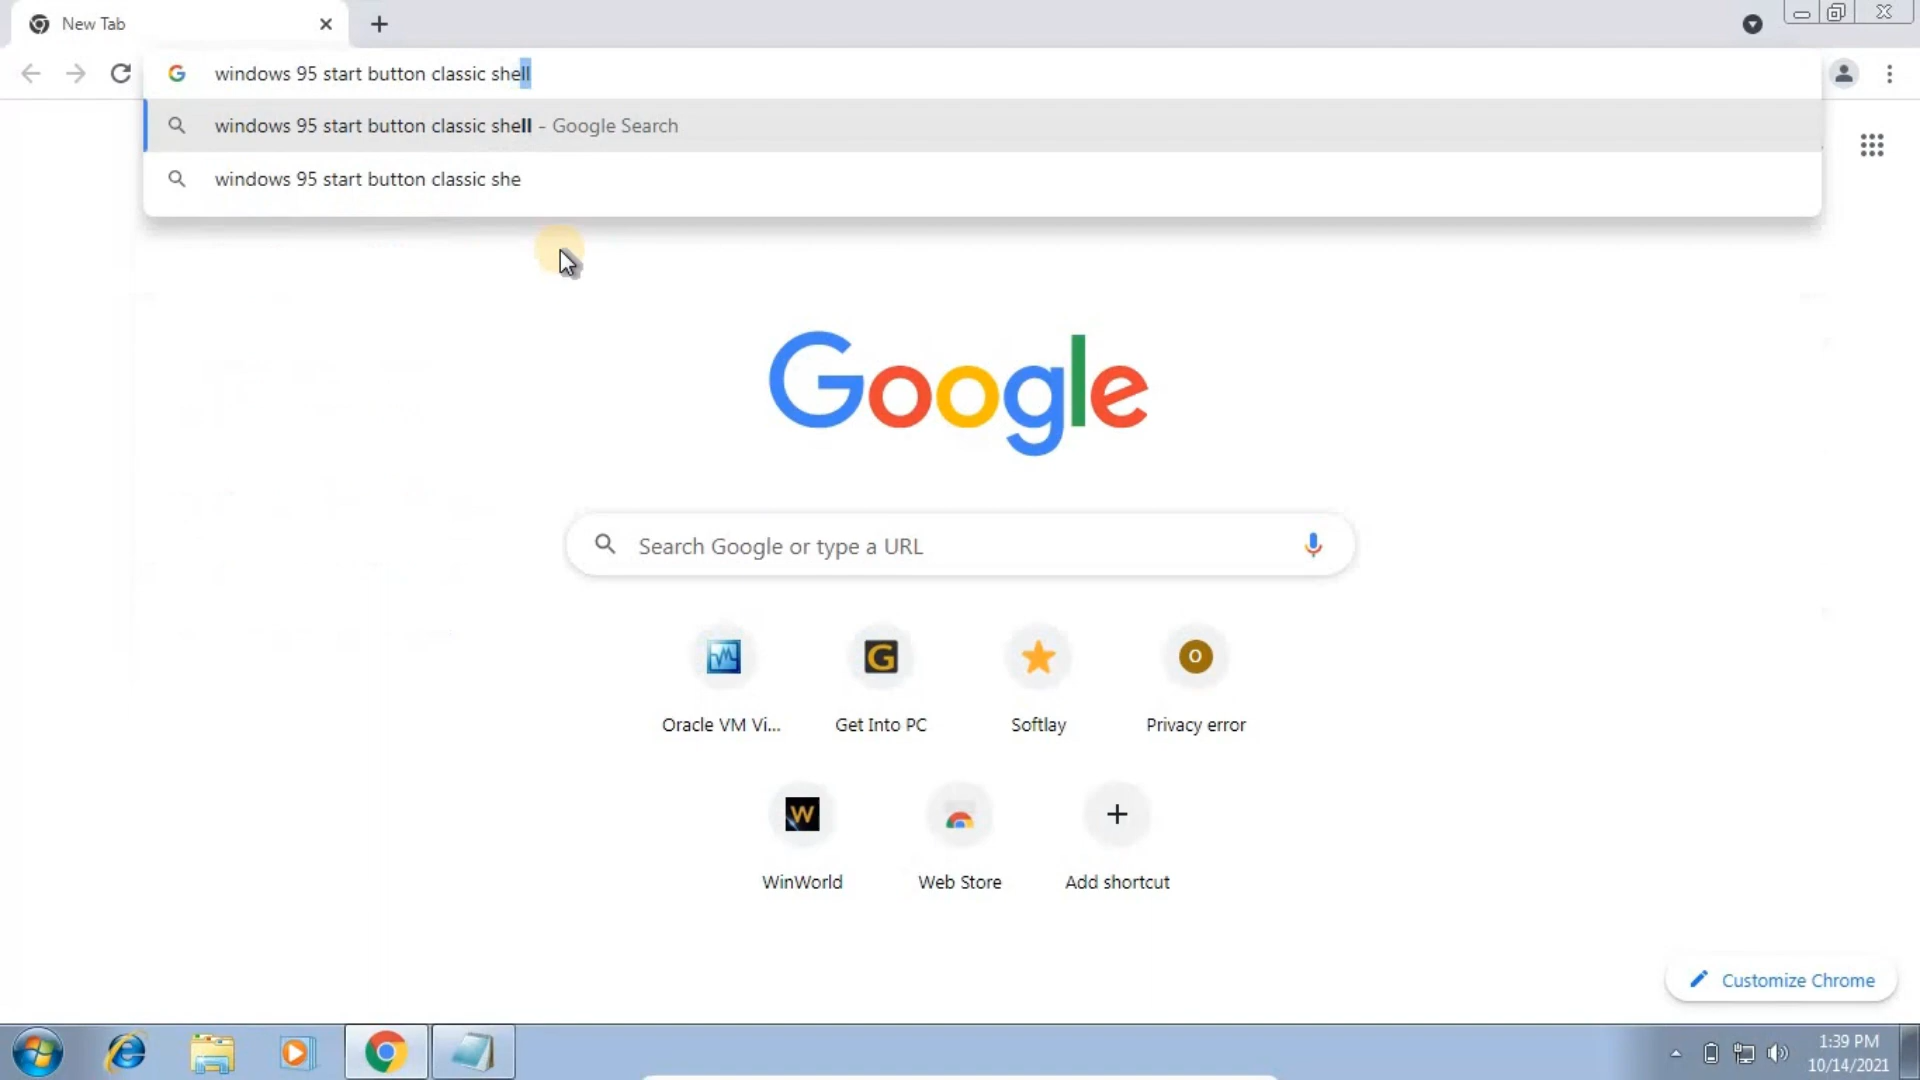 New Tab
windows 95 start button classic shell
windows 95 start button classic shell - Google Search
windows 95 start button classic she
Google
Search Google or type a URL
G
O
Oracle VM Vi...
Get Into PC
Softlay
Privacy error
W
WinWorld
Web Store
Add shortcut
Customize Chrome
1:39 PM
10/14/2021